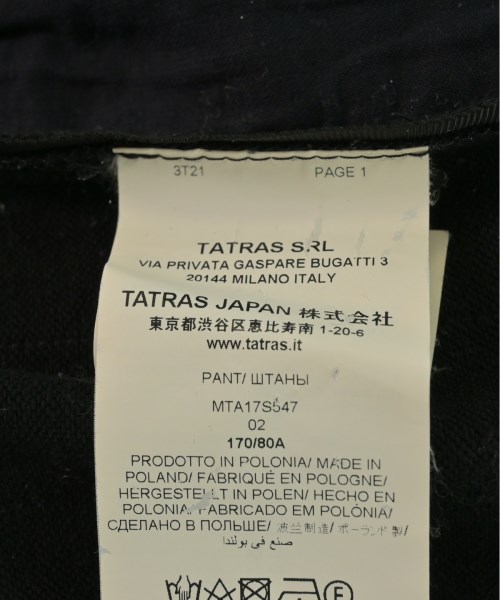 3T21 PAGE 1
TATRAS SRL
VIA PRIVATA GASPARE BUGATTI 3
20144 MILANO ITALY
TATRAS JAPAN 株式会社
東京都渋谷区恵比寿南 1-20-6
www.tatras.it
PANT/ ШТАНЫ
MTA17S547
02
170/80A
PRODOTTO IN POLONIA/ MADE IN
POLAND/ FABRIQUÉ EN POLOGNE/
HERGESTELLT IN POLEN/ HECHO EN
POLONIA/ FABRICADO EM POLÓNIA/
СДЕЛАНО В ПОЛЬШЕ/ 波兰制造/ ポーランド製/
صنع في بولندا
F